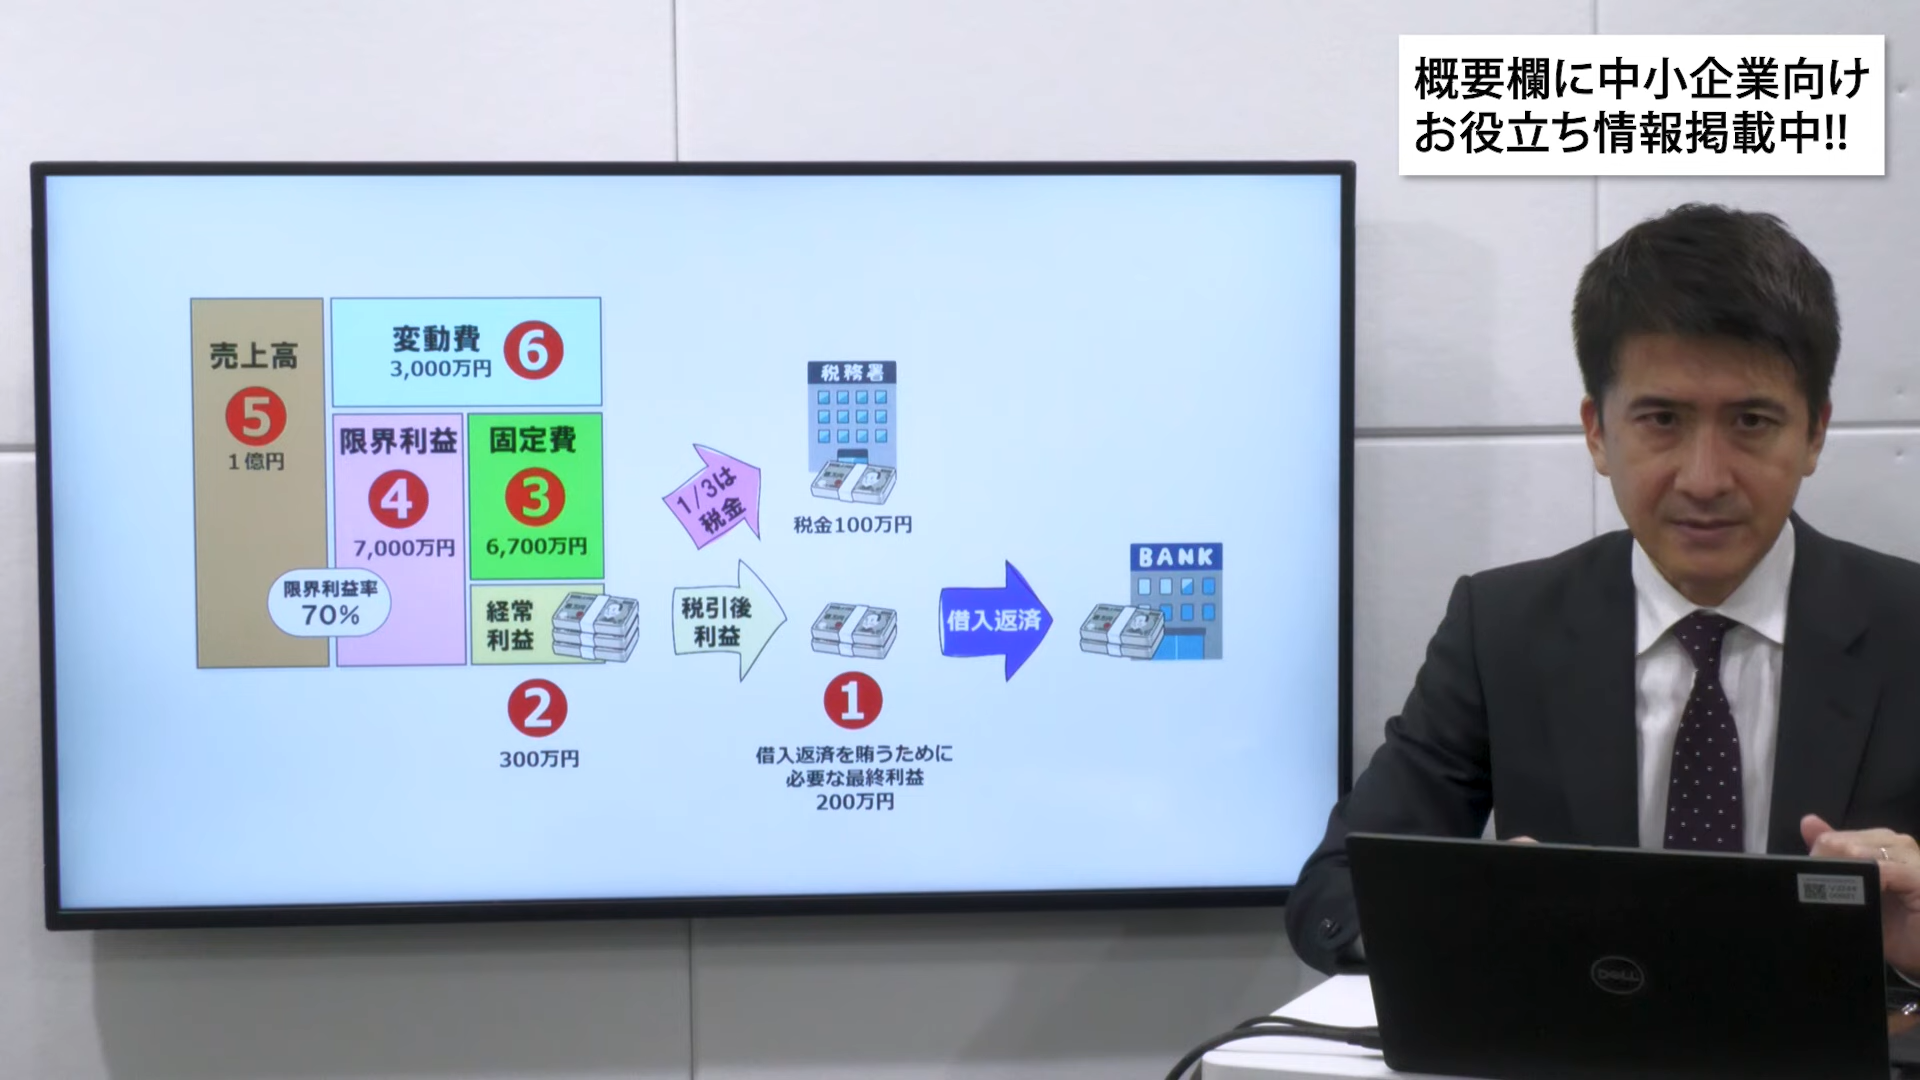 概要欄に中小企業向け
お役立ち情報掲載中!!
売上高
5
1億円
変動費
3,000万円
6
限界利益
4
7,000万円
固定費
3
6,700万円
限界利益率
70%
経常
利益
2
300万円
1/3は
税金
税務署
税金100万円
税引後
利益
1
借入返済を賄うために
必要な最終利益
200万円
借入返済
BANK
DELL